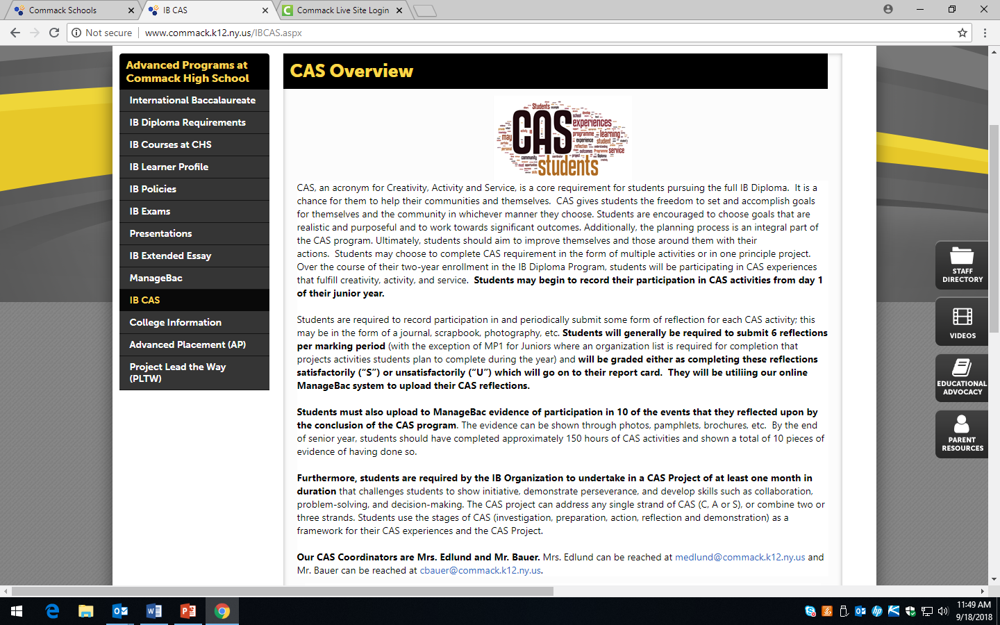 Commack Schools
IB CAS
Commack Live Site Login
Not secure
www.commack.k12.ny.us/IBCAS.aspx
Advanced Programs at
Commack High School
International Baccalaureate
IB Diploma Requirements
IB Courses at CHS
IB Learner Profile
IB Policies
IB Exams
Presentations
IB Extended Essay
ManageBac
IB CAS
College Information
Advanced Placement (AP)
Project Lead the Way
(PLTW)
CAS Overview
Students
CAS
experiences
programme learning
experience student
reflection
service
may
community
students
CAS, an acronym for Creativity, Activity and Service, is a core requirement for students pursuing the full IB Diploma.  It is a
chance for them to help their communities and themselves.  CAS gives students the freedom to set and accomplish goals
for themselves and the community in whichever manner they choose. Students are encouraged to choose goals that are
realistic and purposeful and to work towards significant outcomes. Additionally, the planning process is an integral part of
the CAS program. Ultimately, students should aim to improve themselves and those around them with their
actions.  Students may choose to complete CAS requirement in the form of multiple activities or in one principle project.
Over the course of their two-year enrollment in the IB Diploma Program, students will be participating in CAS experiences
that fulfill creativity, activity, and service.  Students may begin to record their participation in CAS activities from day 1
of their junior year.
Students are required to record participation in and periodically submit some form of reflection for each CAS activity; this
may be in the form of a journal, scrapbook, photography, etc. Students will generally be required to submit 6 reflections
per marking period (with the exception of MP1 for Juniors where an organization list is required for completion that
projects activities students plan to complete during the year) and will be graded either as completing these reflections
satisfactorily (“S”) or unsatisfactorily (“U”) which will go on to their report card.  They will be utiliing our online
ManageBac system to upload their CAS reflections.
Students must also upload to ManageBac evidence of participation in 10 of the events that they reflected upon by
the conclusion of the CAS program. The evidence can be shown through photos, pamphlets, brochures, etc.  By the end
of senior year, students should have completed approximately 150 hours of CAS activities and shown a total of 10 pieces of
evidence of having done so.
Furthermore, students are required by the IB Organization to undertake in a CAS Project of at least one month in
duration that challenges students to show initiative, demonstrate perseverance, and develop skills such as collaboration,
problem-solving, and decision-making. The CAS project can address any single strand of CAS (C, A or S), or combine two or
three strands. Students use the stages of CAS (investigation, preparation, action, reflection and demonstration) as a
framework for their CAS experiences and the CAS Project.
Our CAS Coordinators are Mrs. Edlund and Mr. Bauer. Mrs. Edlund can be reached at medlund@commack.k12.ny.us and
Mr. Bauer can be reached at cbauer@commack.k12.ny.us.
STAFF
DIRECTORY
VIDEOS
EDUCATIONAL
ADVOCACY
PARENT
RESOURCES
11:49 AM
9/18/2018